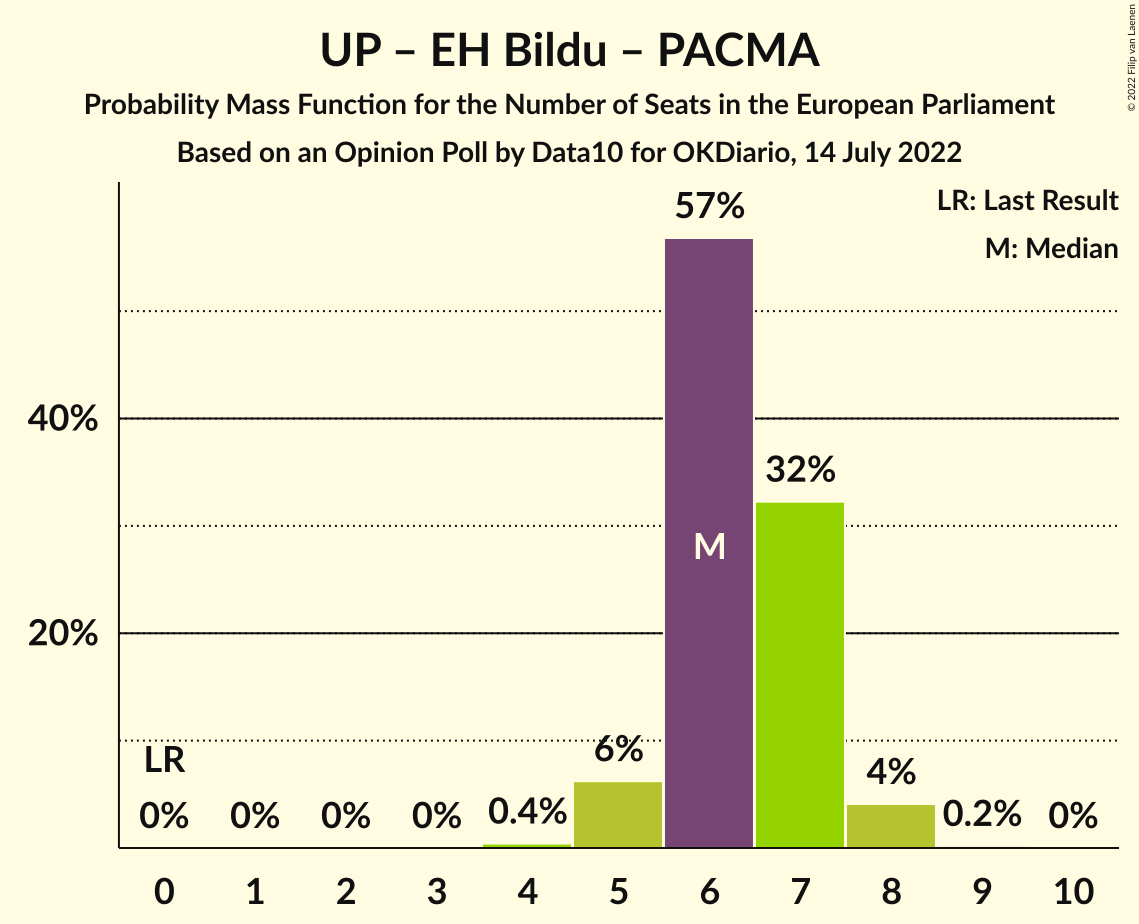 UP – EH Bildu – PACMA
Probability Mass Function for the Number of Seats in the European Parliament
Based on an Opinion Poll by Data10 for OKDiario, 14 July 2022
© 2022 Filip van Laenen
LR: Last Result
M: Median
57%
40%
32%
M
20%
LR
6%
4%
0%
0%
0%
0%
0.4%
0.2%
0%
0 1 2 3 4 5 6 7 8 9 10